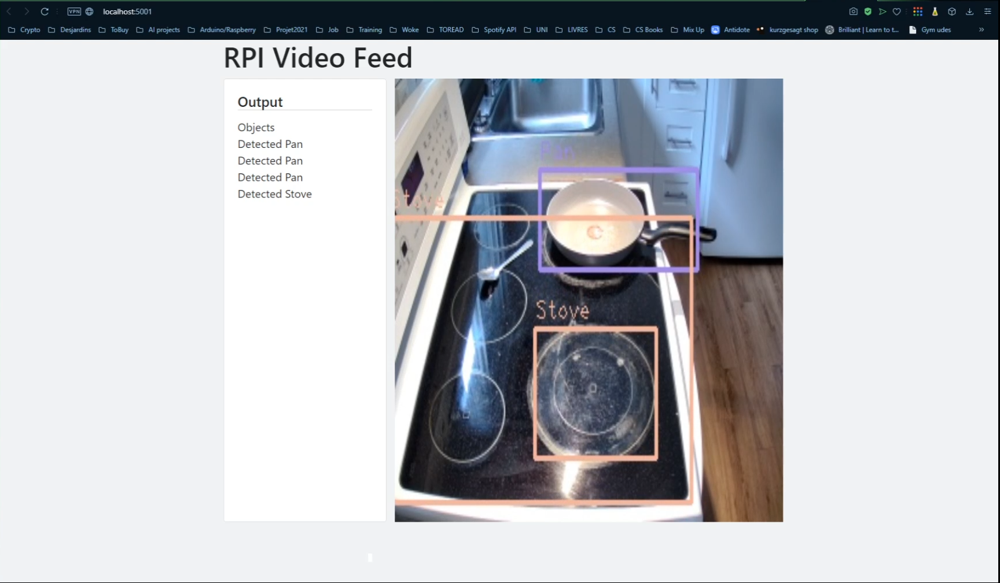 VPN localhost:5001
Crypto Desjardins ToBuy AI projects Arduino/Raspberry Projet2021 Job Training Woke TOREAD Spotify API UNI LIVRES CS CS Books Mix Up Antidote kurzgesagt shop Brilliant | Learn to t... Gym udes »
RPI Video Feed
Output
Objects
Detected Pan
Detected Pan
Detected Pan
Detected Stove
Pan
Stove
Stove